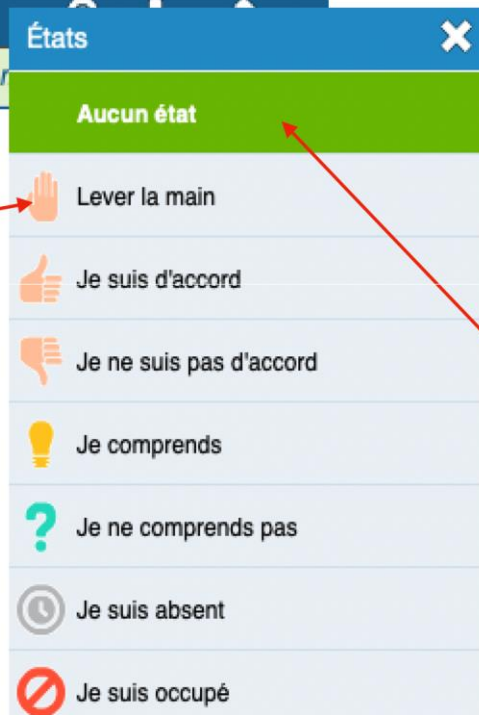 États
Aucun état
Lever la main
Je suis d'accord
Je ne suis pas d'accord
Je comprends
Je ne comprends pas
Je suis absent
Je suis occupé